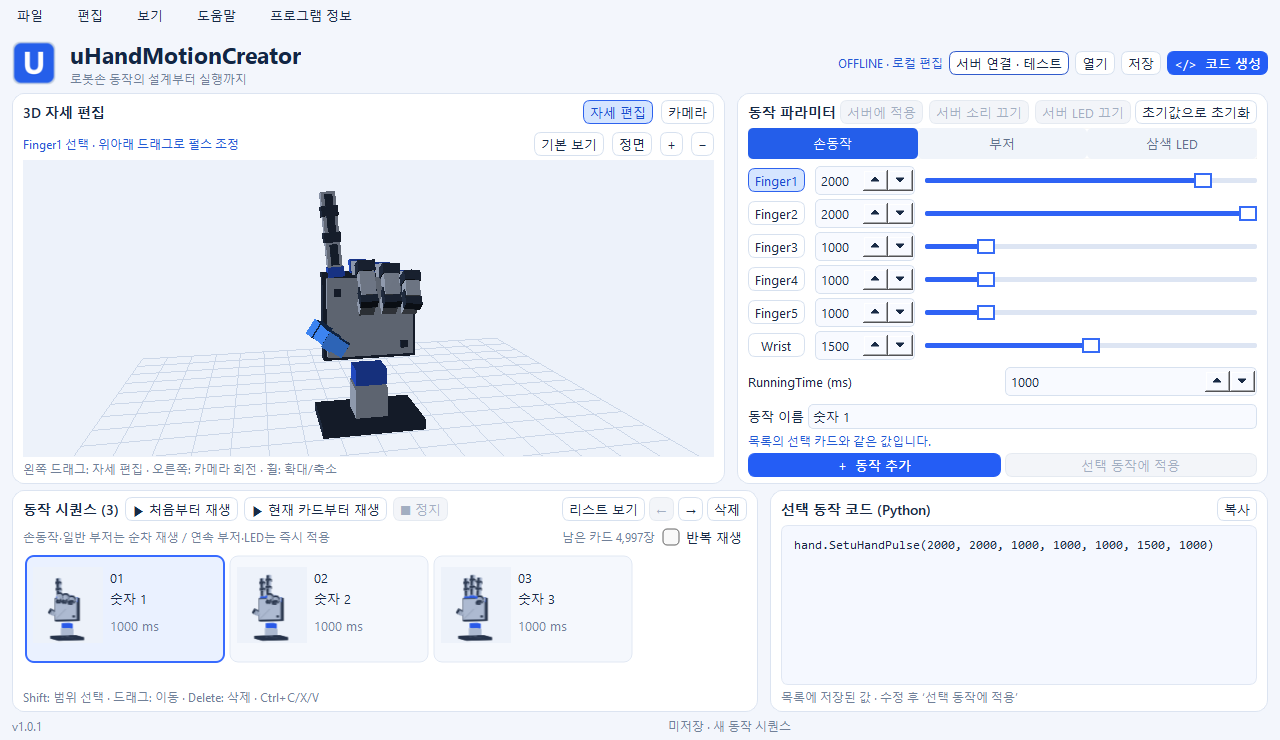 파일 편집 보기 도움말 프로그램 정보
U uHandMotionCreator
로봇손 동작의 설계부터 실행까지
OFFLINE · 로컬 편집 서버 연결 · 테스트 열기 저장 </> 코드 생성
3D 자세 편집 자세 편집 카메라
Finger1 선택 · 위아래 드래그로 펄스 조정 기본 보기 정면 + −
왼쪽 드래그: 자세 편집 · 오른쪽: 카메라 회전 · 휠: 확대/축소
동작 파라미터 서버에 적용 서버 소리 끄기 서버 LED 끄기 초기값으로 초기화
손동작 부저 삼색 LED
Finger1 2000
Finger2 2000
Finger3 1000
Finger4 1000
Finger5 1000
Wrist 1500
RunningTime (ms) 1000
동작 이름 숫자 1
목록의 선택 카드와 같은 값입니다.
+ 동작 추가 선택 동작에 적용
동작 시퀀스 (3) ▶ 처음부터 재생 ▶ 현재 카드부터 재생 ■ 정지 리스트 보기 ← → 삭제
손동작·일반 부저는 순차 재생 / 연속 부저·LED는 즉시 적용 남은 카드 4,997장 반복 재생
01
숫자 1
1000 ms
02
숫자 2
1000 ms
03
숫자 3
1000 ms
Shift: 범위 선택 · 드래그: 이동 · Delete: 삭제 · Ctrl+C/X/V
선택 동작 코드 (Python) 복사
hand.SetuHandPulse(2000, 2000, 1000, 1000, 1000, 1500, 1000)
목록에 저장된 값 · 수정 후 ‘선택 동작에 적용’
v1.0.1 미저장 · 새 동작 시퀀스